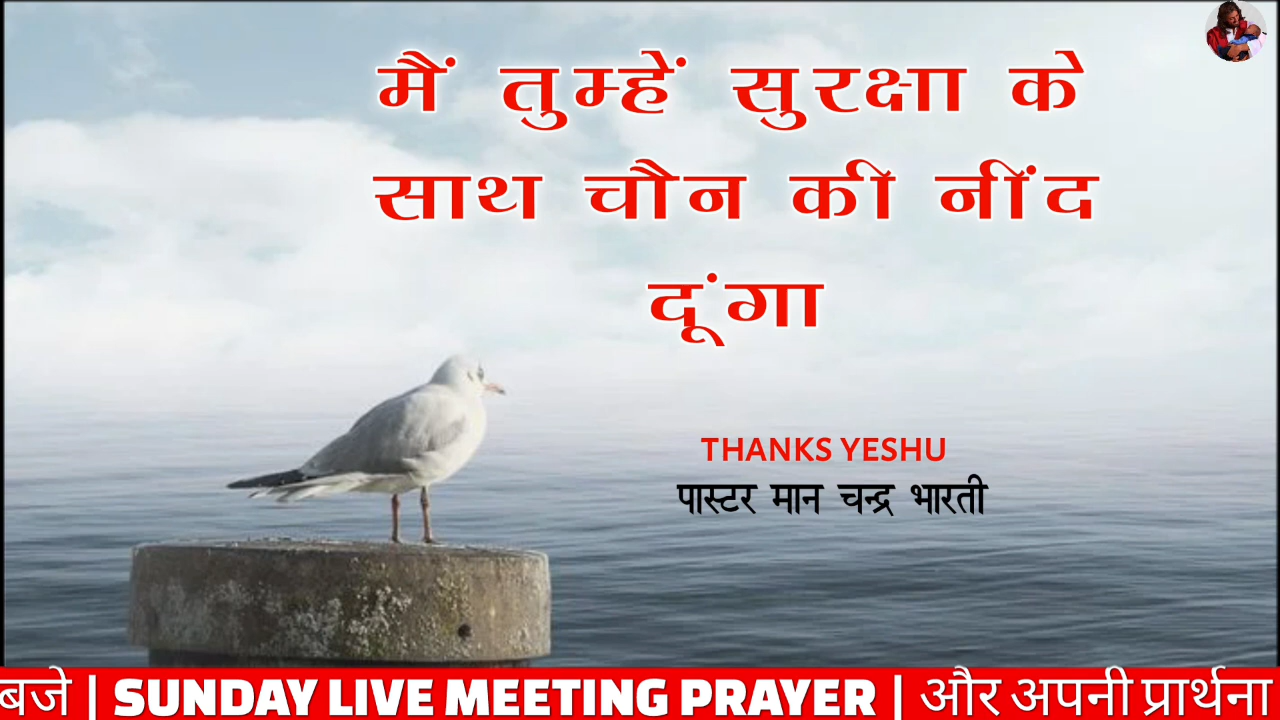 मैं तुम्हें सुरक्षा के
साथ चौन की नींद
दूंगा
THANKS YESHU
पास्टर मान चन्द्र भारती
बजे | SUNDAY LIVE MEETING PRAYER | और अपनी प्रार्थना